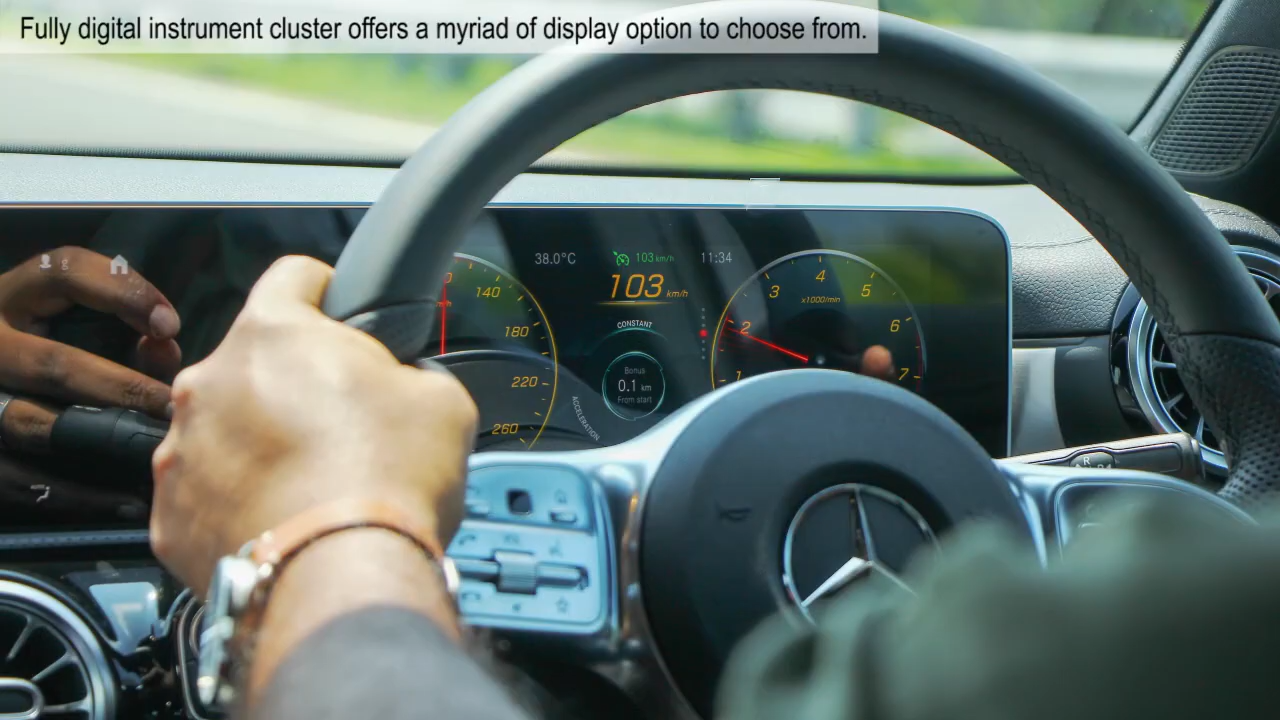 Fully digital instrument cluster offers a myriad of display option to choose from.
38.0°C
103 km/h
11:34
103 km/h
140
180
220
260
CONSTANT
Bonus
0.1 km
From start
ACCELERATION
1
2
3
4
5
6
7
x1000/min
R